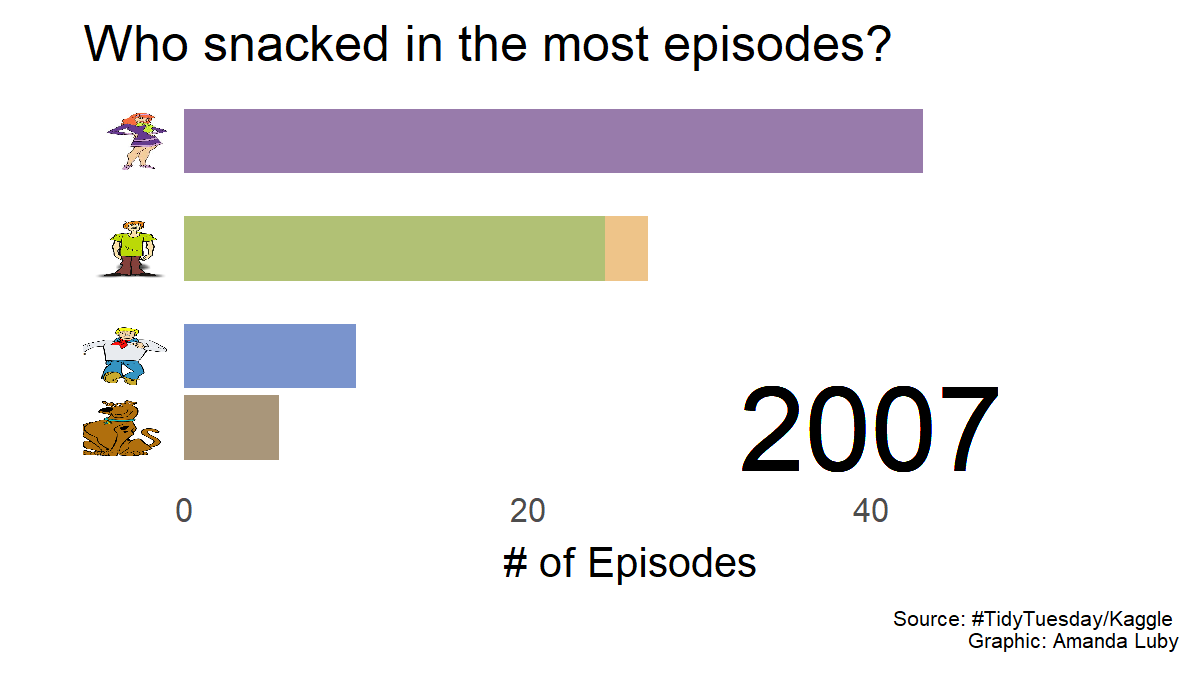 Who snacked in the most episodes?
2007
0 20 40
# of Episodes
Source: #TidyTuesday/Kaggle
Graphic: Amanda Luby